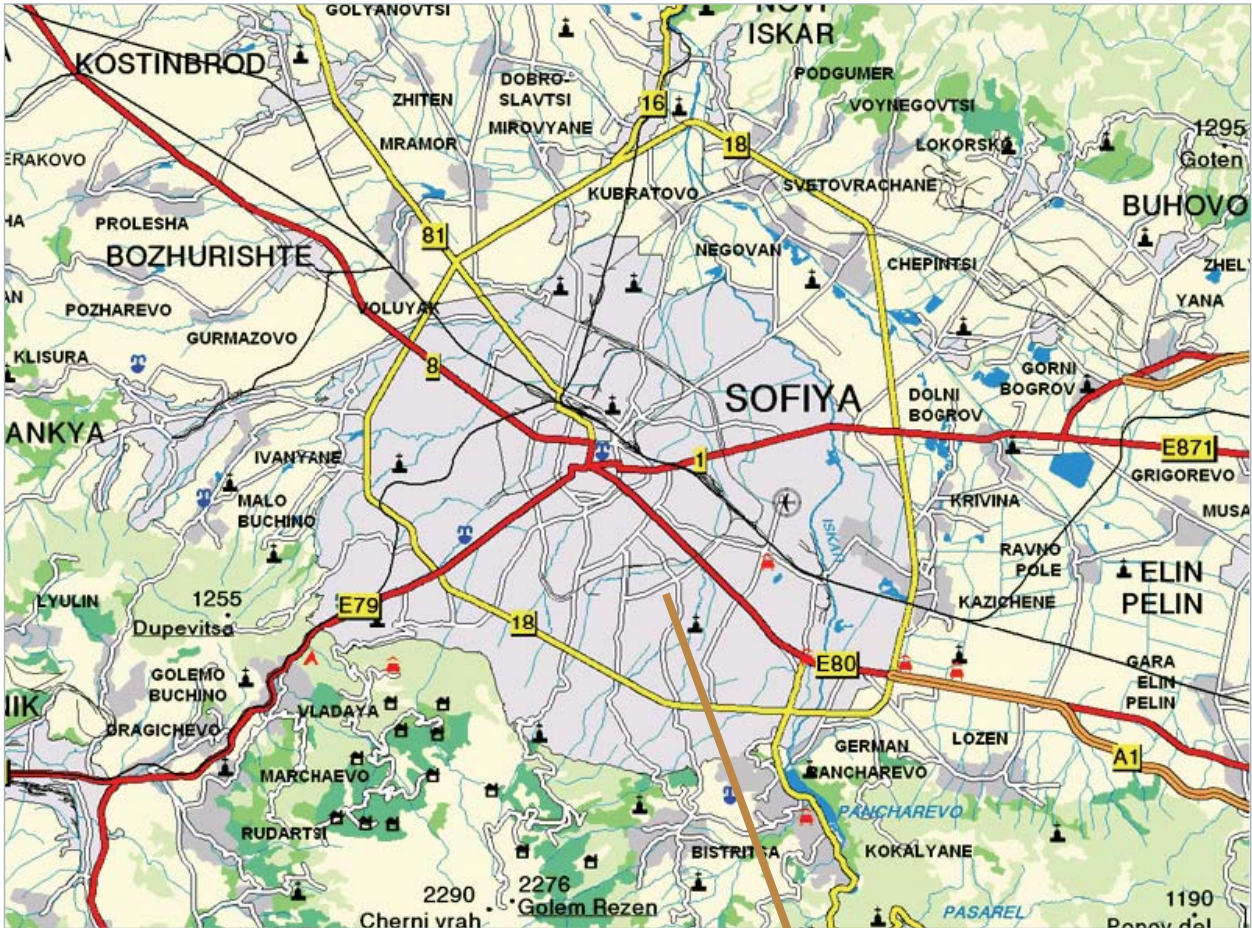 GOLYANOVTSI
NOVI
ISKAR
KOSTINBROD
DOBRO-
SLAVTSI
PODGUMER
ZHITEN
16
VOYNEGOVTSI
MIROVYANE
1295
MRAMOR
18
LOKORSKO
Goten
ERAKOVO
KUBRATOVO
SVETOVRACHANE
BUHOVO
HA
PROLESHA
81
BOZHURISHTE
NEGOVAN
CHEPINTSI
ZHELY
AN
POZHAREVO
VOLUYAK
YANA
GURMAZOVO
KLISURA
8
GORNI
BOGROV
SOFIYA
DOLNI
BOGROV
ANKYA
IVANYANE
1
E871
GRIGOREVO
MALO
BUCHINO
KRIVINA
MUSA
ISKAR
RAVNO
POLE
ELIN
PELIN
LYULIN
1255
Dupevitsa
E79
KAZICHENE
18
GOLEMO
BUCHINO
E80
GARA
ELIN
PELIN
NIK
VLADAYA
DRAGICHEVO
GERMAN
LOZEN
A1
MARCHAEVO
PANCHAREVO
PANCHAREVO
RUDARTSI
BISTRITSA
KOKALYANE
2290
Cherni vrah
2276
Golem Rezen
PASAREL
1190